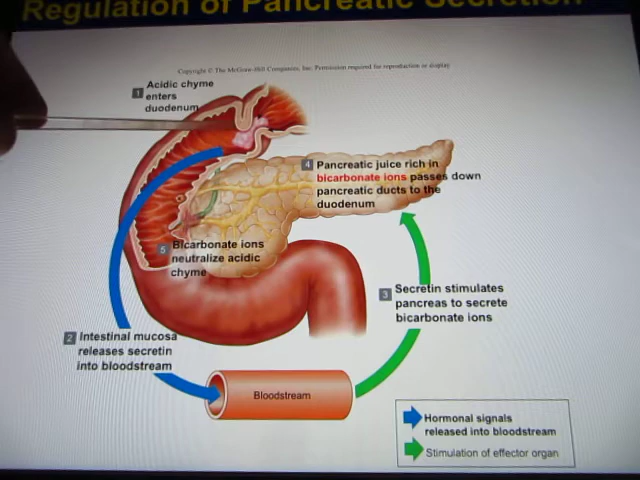 Regulation of Pancreatic Secretion
Copyright © The McGraw-Hill Companies, Inc. Permission required for reproduction or display.
1 Acidic chyme
enters
duodenum
4 Pancreatic juice rich in
bicarbonate ions passes down
pancreatic ducts to the
duodenum
5 Bicarbonate ions
neutralize acidic
chyme
3 Secretin stimulates
pancreas to secrete
bicarbonate ions
2 Intestinal mucosa
releases secretin
into bloodstream
Bloodstream
Hormonal signals
released into bloodstream
Stimulation of effector organ